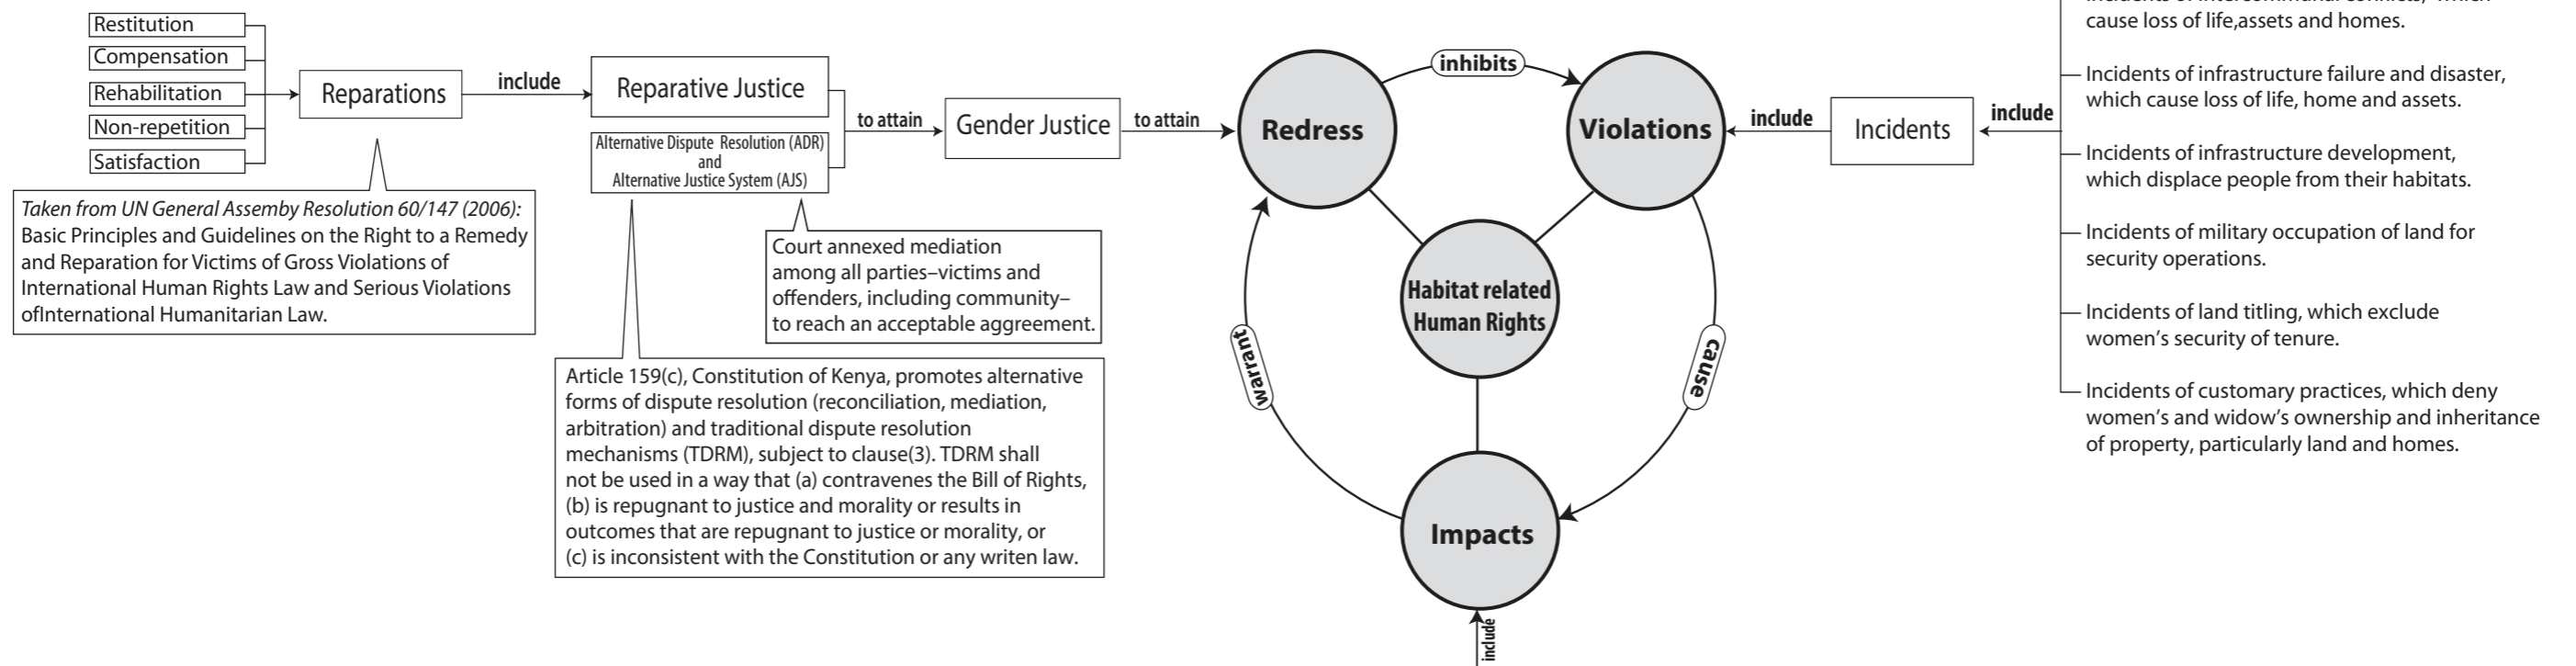 Restitution
Compensation
Rehabilitation
Non-repetition
Satisfaction
Reparations
include
Reparative Justice
Alternative Dispute Resolution (ADR)
and
Alternative Justice System (AJS)
to attain
Gender Justice
to attain
Taken from UN General Assemby Resolution 60/147 (2006):
Basic Principles and Guidelines on the Right to a Remedy
and Reparation for Victims of Gross Violations of
International Human Rights Law and Serious Violations
ofInternational Humanitarian Law.
Court annexed mediation
among all parties–victims and
offenders, including community–
to reach an acceptable aggreement.
Article 159(c), Constitution of Kenya, promotes alternative
forms of dispute resolution (reconciliation, mediation,
arbitration) and traditional dispute resolution
mechanisms (TDRM), subject to clause(3). TDRM shall
not be used in a way that (a) contravenes the Bill of Rights,
(b) is repugnant to justice and morality or results in
outcomes that are repugnant to justice or morality, or
(c) is inconsistent with the Constitution or any writen law.
Redress
inhibits
Violations
Habitat related
Human Rights
warrant
cause
Impacts
include
include
Incidents
include
Incidents of intercommunal conflicts, which
cause loss of life,assets and homes.
Incidents of infrastructure failure and disaster,
which cause loss of life, home and assets.
Incidents of infrastructure development,
which displace people from their habitats.
Incidents of military occupation of land for
security operations.
Incidents of land titling, which exclude
women's security of tenure.
Incidents of customary practices, which deny
women's and widow's ownership and inheritance
of property, particularly land and homes.